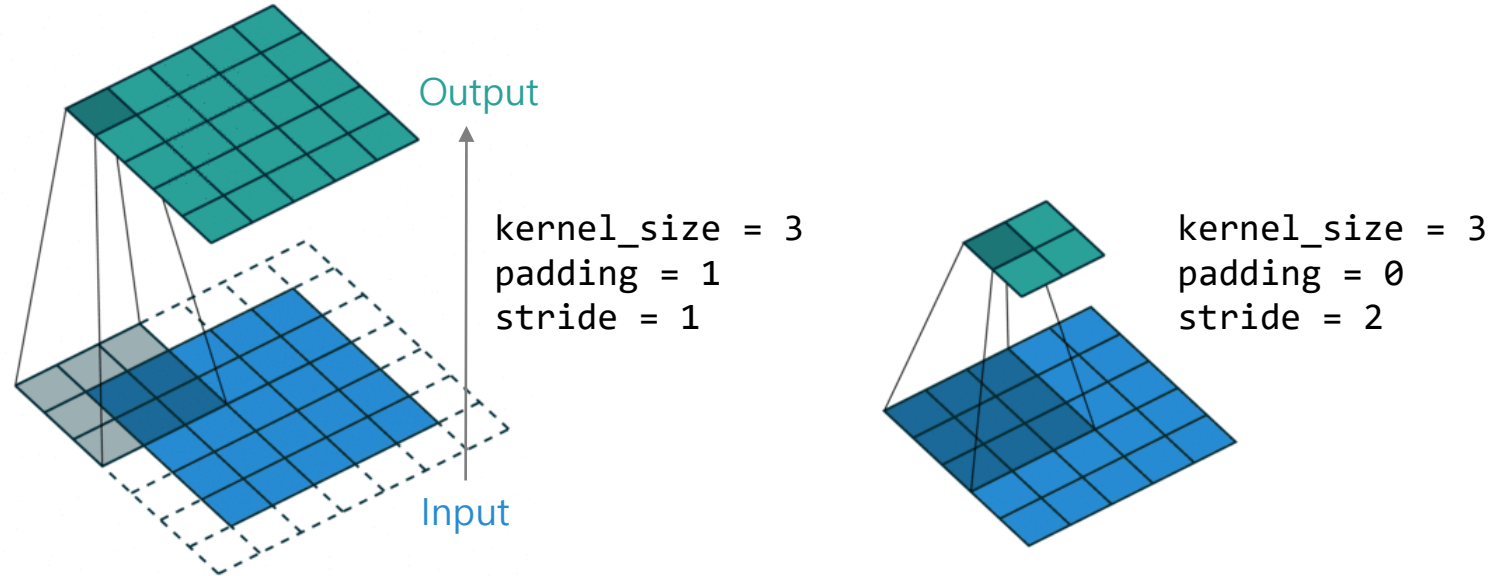 Output
kernel_size = 3
padding = 1
stride = 1
Input
kernel_size = 3
padding = 0
stride = 2